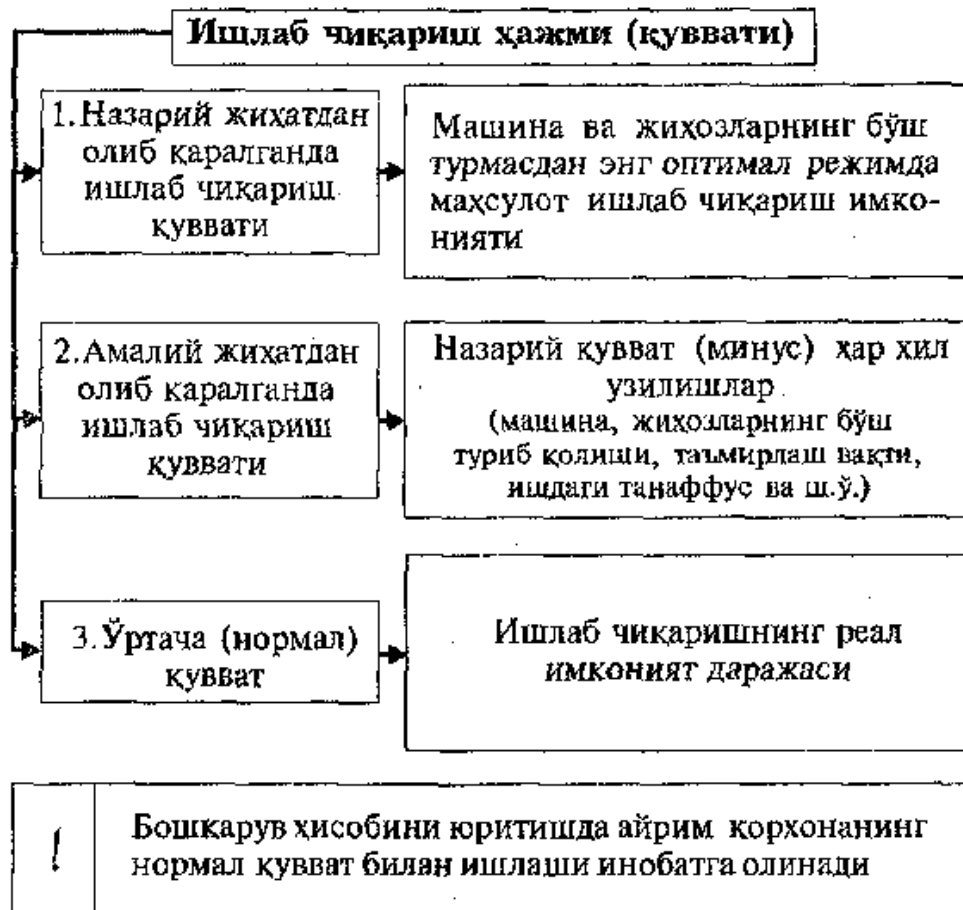 Ишлаб чиқариш ҳажми (қуввати)
1. Назарий жиҳатдан
олиб қаралганда
ишлаб чиқариш
қуввати
Машина ва жиҳозларнинг бўш
турмасдан энг оптимал режимда
маҳсулот ишлаб чиқариш имко-
нияти
2. Амалий жиҳатдан
олиб қаралганда
ишлаб чиқариш
қуввати
Назарий қувват (минус) ҳар хил
узилишлар
(машина, жиҳозларнинг бўш
туриб қолиши, таъмирлаш вақти,
ишдаги танаффус ва ш.ў.)
3. Ўртача (нормал)
қувват
Ишлаб чиқаришнинг реал
имконият даражаси
!
Бошқарув ҳисобини юритишда айрим корхонанинг
нормал қувват билан ишлаши инобатга олинади